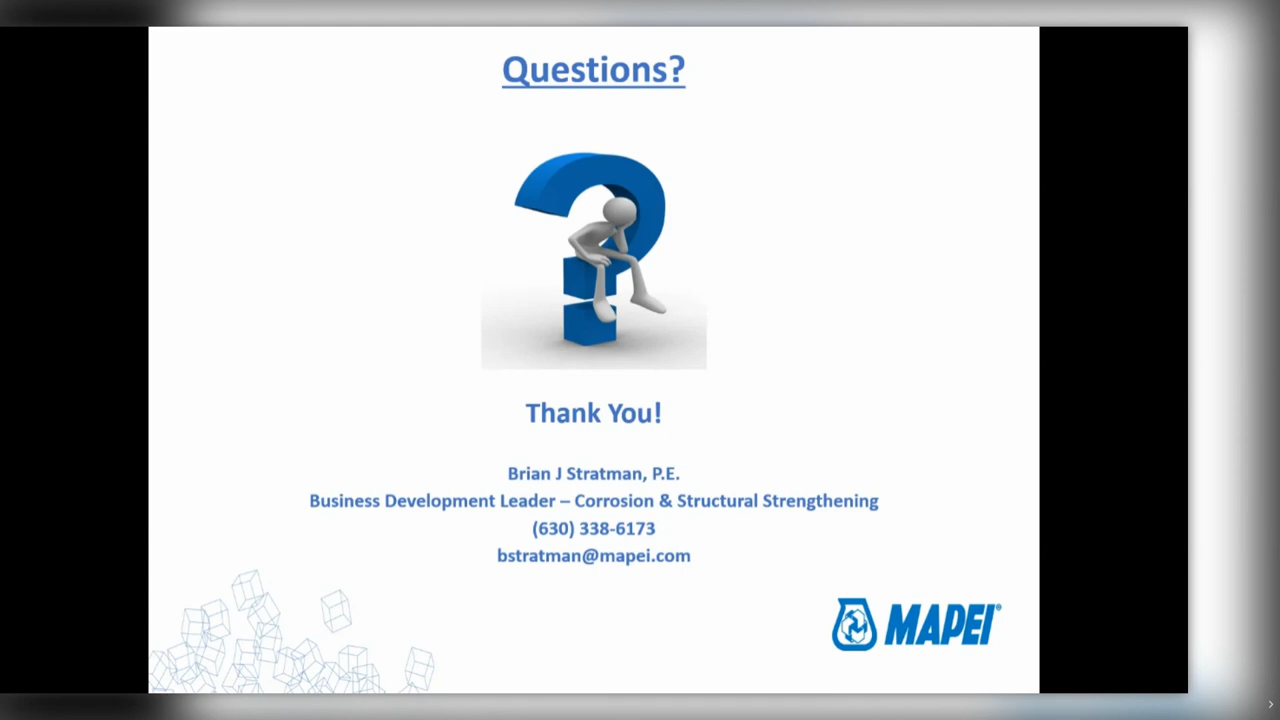 Questions?
Thank You!
Brian J Stratman, P.E.
Business Development Leader – Corrosion & Structural Strengthening
(630) 338-6173
bstratman@mapei.com
MAPEI®